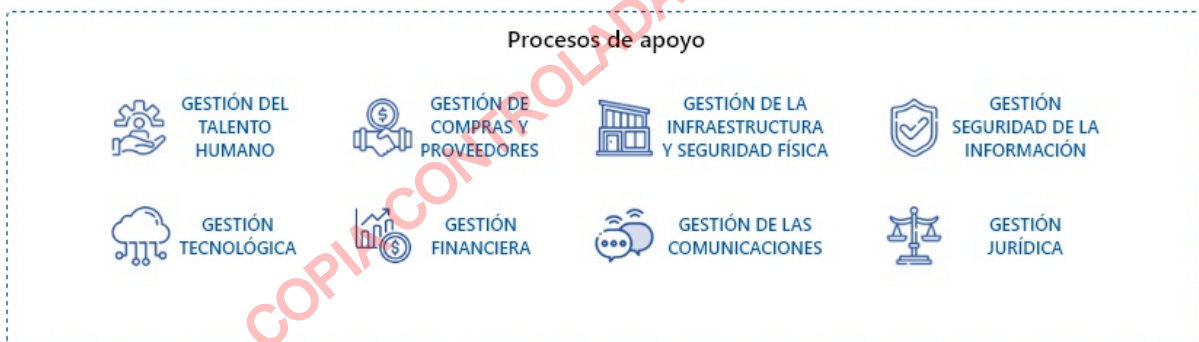 Procesos de apoyo
GESTIÓN DEL
TALENTO
HUMANO
GESTIÓN DE
COMPRAS Y
PROVEEDORES
GESTIÓN DE LA
INFRAESTRUCTURA
Y SEGURIDAD FÍSICA
GESTIÓN
SEGURIDAD DE LA
INFORMACIÓN
GESTIÓN
TECNOLÓGICA
GESTIÓN
FINANCIERA
GESTIÓN DE LAS
COMUNICACIONES
GESTIÓN
JURÍDICA
COPIA CONTROLADA